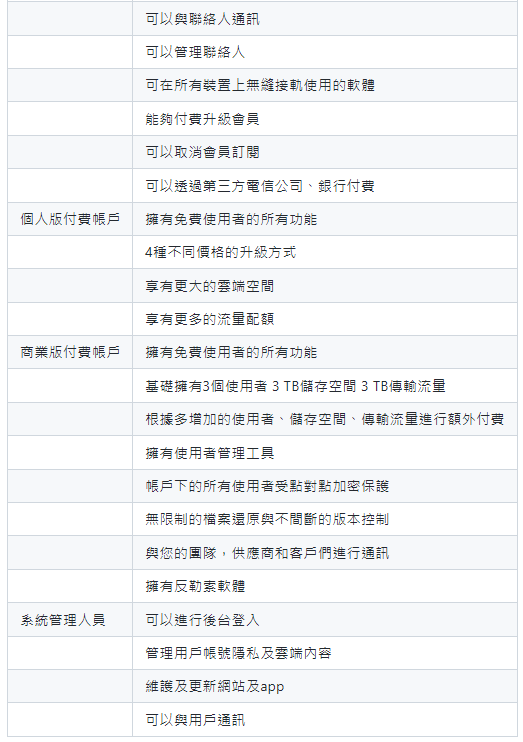 可以與聯絡人通訊
可以管理聯絡人
可在所有裝置上無縫接軌使用的軟體
能夠付費升級會員
可以取消會員訂閱
可以透過第三方電信公司、銀行付費
個人版付費帳戶 擁有免費使用者的所有功能
4種不同價格的升級方式
享有更大的雲端空間
享有更多的流量配額
商業版付費帳戶 擁有免費使用者的所有功能
基礎擁有3個使用者 3 TB儲存空間 3 TB傳輸流量
根據多增加的使用者、儲存空間、傳輸流量進行額外付費
擁有使用者管理工具
帳戶下的所有使用者受點對點加密保護
無限制的檔案還原與不間斷的版本控制
與您的團隊，供應商和客戶們進行通訊
擁有反勒索軟體
系統管理人員 可以進行後台登入
管理用戶帳號隱私及雲端內容
維護及更新網站及app
可以與用戶通訊